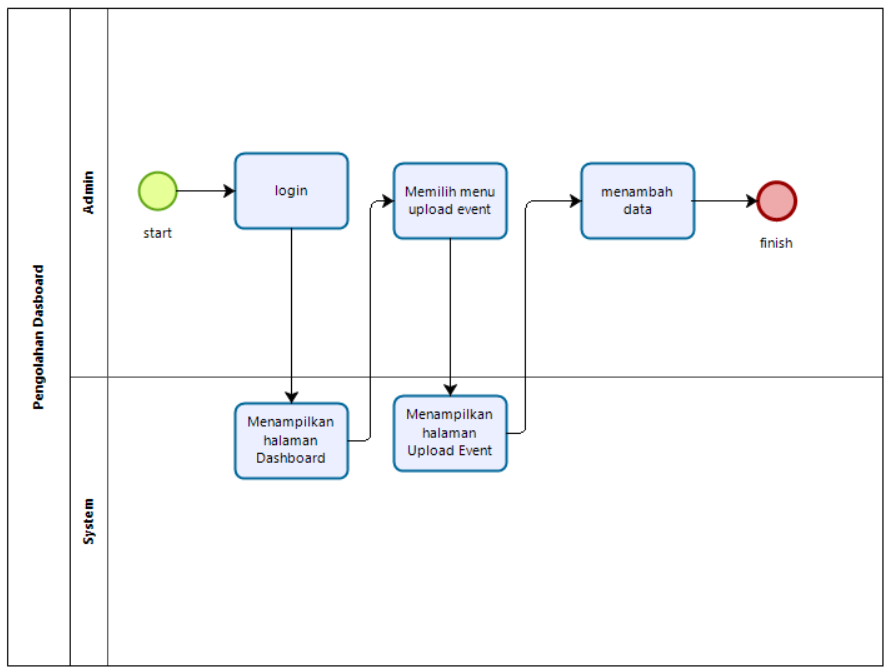 Pengolahan Dasboard
Admin
start
login
Memilih menu
upload event
menambah
data
finish
System
Menampilkan
halaman
Dashboard
Menampilkan
halaman
Upload Event